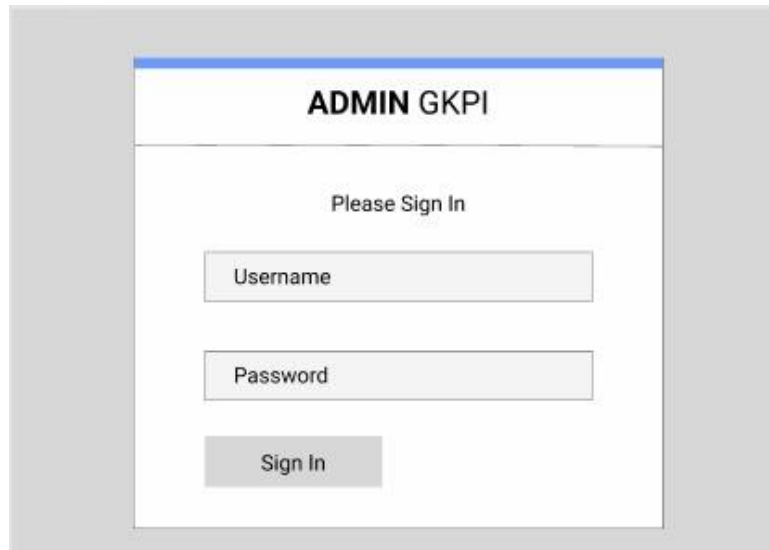 ADMIN GKPI
Please Sign In
Username
Password
Sign In